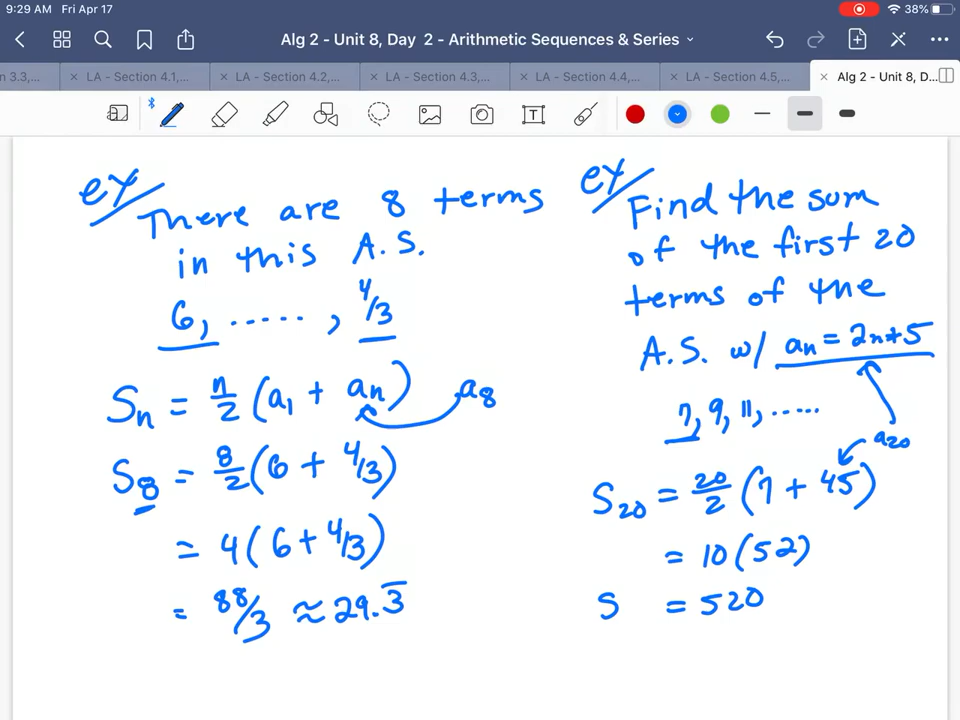 9:29 AM Fri Apr 17
38%
Alg 2 - Unit 8, Day 2 - Arithmetic Sequences & Series
n 3.3,...
LA - Section 4.1,...
LA - Section 4.2,...
LA - Section 4.3,...
LA - Section 4.4,...
LA - Section 4.5,...
Alg 2 - Unit 8, D...
ex/
There are 8 terms
in this A.S.
6, ..... , 4/3
Sn = n/2 (a1 + an) a8
S8 = 8/2 (6 + 4/3)
= 4(6 + 4/3)
= 88/3 ≈ 29.3̅
ex/
Find the sum
of the first 20
terms of the
A.S. w/ an = 2n+5
7, 9, 11, .....
a20
S20 = 20/2 (7 + 45)
= 10(52)
S = 520